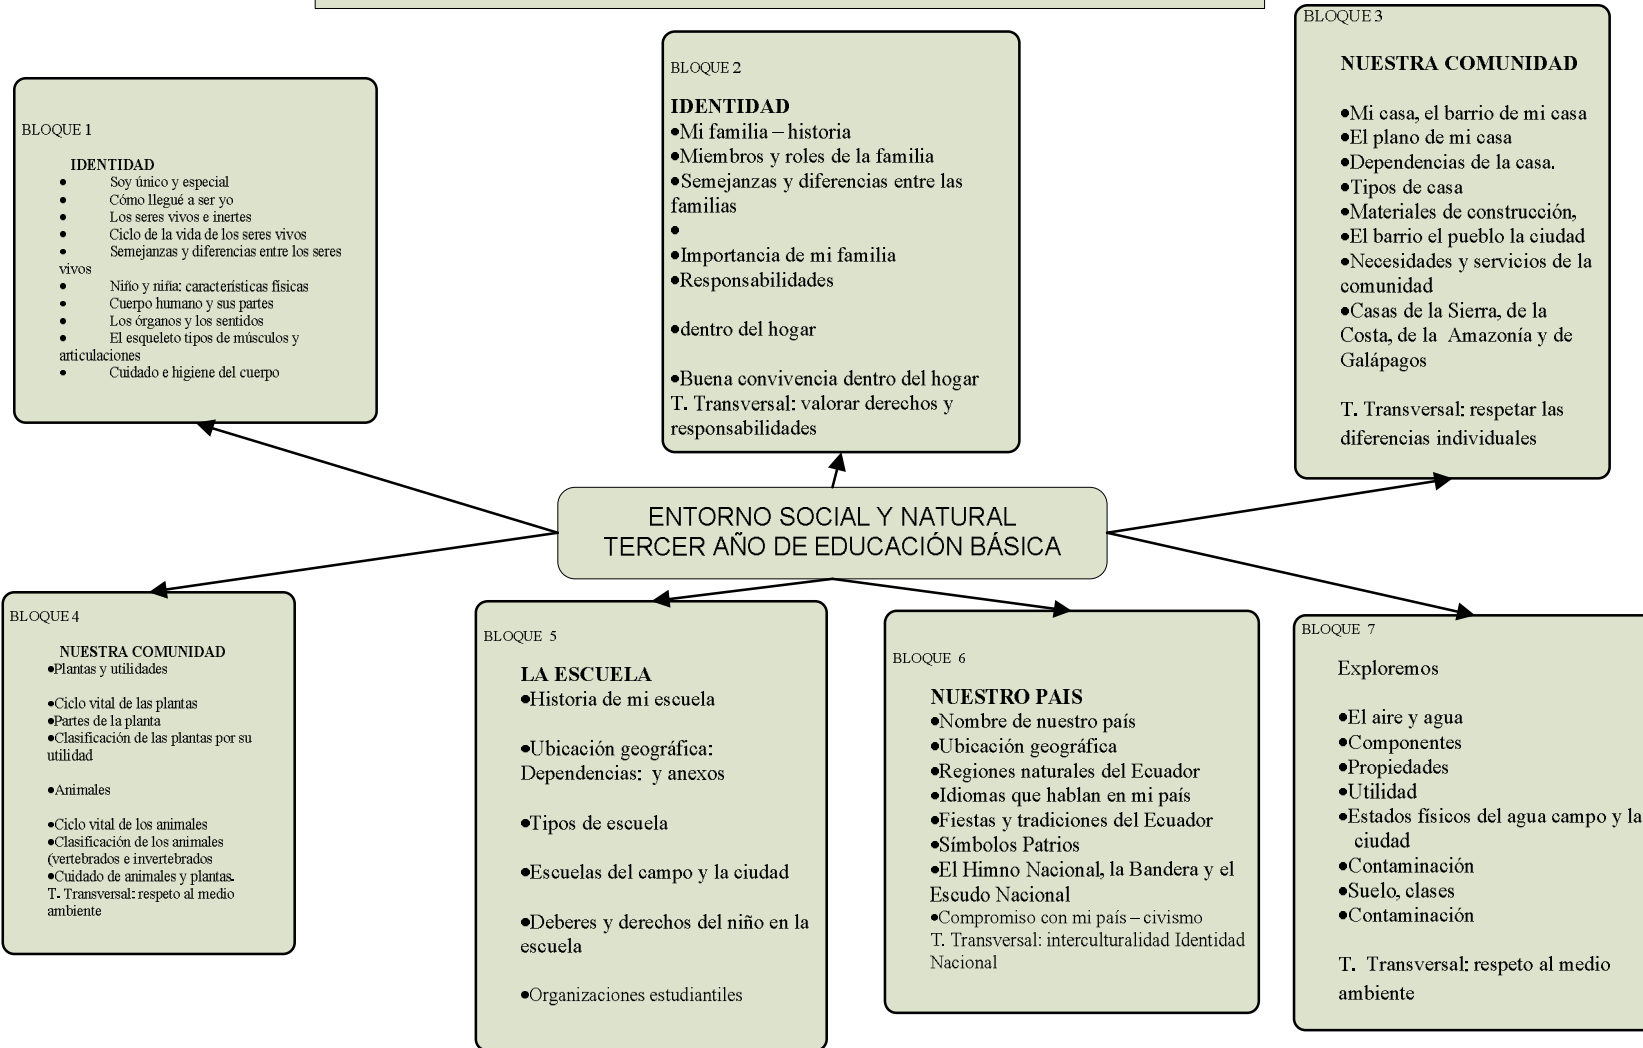 BLOQUE 1
IDENTIDAD
● Soy único y especial
● Cómo llegué a ser yo
● Los seres vivos e inertes
● Ciclo de la vida de los seres vivos
● Semejanzas y diferencias entre los seres
vivos
● Niño y niña: características físicas
● Cuerpo humano y sus partes
● Los órganos y los sentidos
● El esqueleto tipos de músculos y
articulaciones
● Cuidado e higiene del cuerpo
BLOQUE 2
IDENTIDAD
●Mi familia – historia
●Miembros y roles de la familia
●Semejanzas y diferencias entre las
familias
●
●Importancia de mi familia
●Responsabilidades
●dentro del hogar
●Buena convivencia dentro del hogar
T. Transversal: valorar derechos y
responsabilidades
BLOQUE 3
NUESTRA COMUNIDAD
●Mi casa, el barrio de mi casa
●El plano de mi casa
●Dependencias de la casa.
●Tipos de casa
●Materiales de construcción,
●El barrio el pueblo la ciudad
●Necesidades y servicios de la
comunidad
●Casas de la Sierra, de la
Costa, de la Amazonía y de
Galápagos
T. Transversal: respetar las
diferencias individuales
ENTORNO SOCIAL Y NATURAL
TERCER AÑO DE EDUCACIÓN BÁSICA
BLOQUE 4
NUESTRA COMUNIDAD
●Plantas y utilidades
●Ciclo vital de las plantas
●Partes de la planta
●Clasificación de las plantas por su
utilidad
●Animales
●Ciclo vital de los animales
●Clasificación de los animales
(vertebrados e invertebrados
●Cuidado de animales y plantas.
T. Transversal: respeto al medio
ambiente
BLOQUE 5
LA ESCUELA
●Historia de mi escuela
●Ubicación geográfica:
Dependencias: y anexos
●Tipos de escuela
●Escuelas del campo y la ciudad
●Deberes y derechos del niño en la
escuela
●Organizaciones estudiantiles
BLOQUE 6
NUESTRO PAIS
●Nombre de nuestro país
●Ubicación geográfica
●Regiones naturales del Ecuador
●Idiomas que hablan en mi país
●Fiestas y tradiciones del Ecuador
●Símbolos Patrios
●El Himno Nacional, la Bandera y el
Escudo Nacional
●Compromiso con mi país – civismo
T. Transversal: interculturalidad Identidad
Nacional
BLOQUE 7
Exploremos
●El aire y agua
●Componentes
●Propiedades
●Utilidad
●Estados físicos del agua campo y la
ciudad
●Contaminación
●Suelo, clases
●Contaminación
T. Transversal: respeto al medio
ambiente